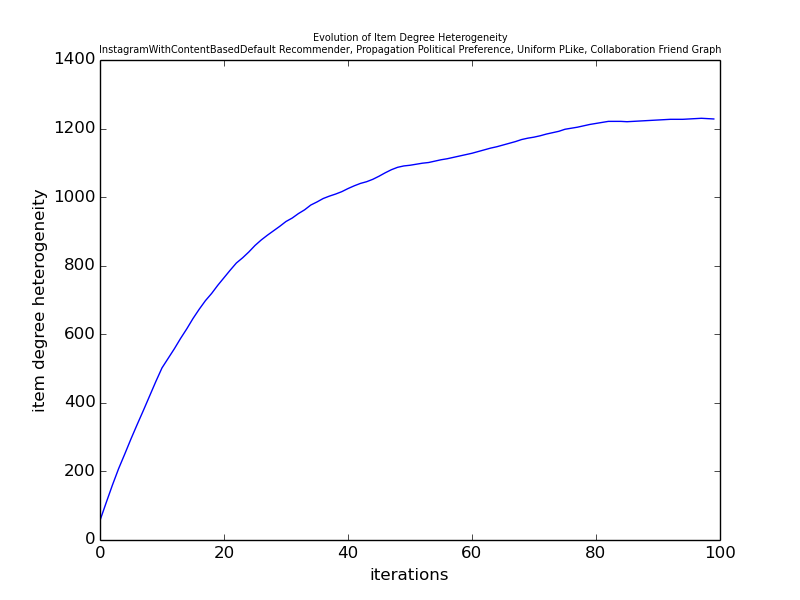 Evolution of Item Degree Heterogeneity
InstagramWithContentBasedDefault Recommender, Propagation Political Preference, Uniform PLike, Collaboration Friend Graph
1400
1200
1000
800
600
400
200
0
item degree heterogeneity
0 20 40 60 80 100
iterations